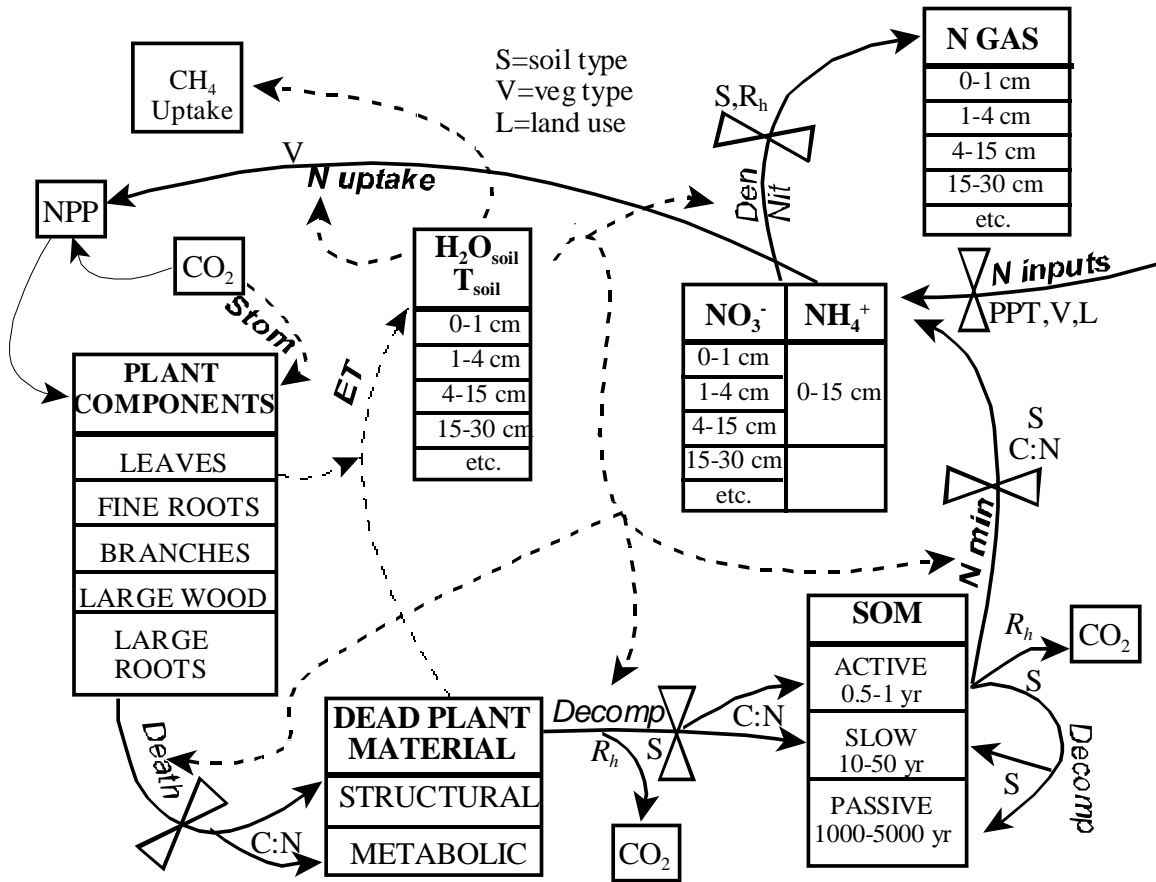 CH₄
Uptake
S=soil type
V=veg type
L=land use
N GAS
0-1 cm
1-4 cm
4-15 cm
15-30 cm
etc.
S,Rₕ
Den
Nit
V
N uptake
NPP
CO₂
Stom
H₂Oₛₒᵢₗ
Tₛₒᵢₗ
0-1 cm
1-4 cm
4-15 cm
15-30 cm
etc.
ET
NO₃⁻
NH₄⁺
0-1 cm
1-4 cm
4-15 cm
15-30 cm
etc.
0-15 cm
N inputs
PPT,V,L
S
C:N
N min
PLANT
COMPONENTS
LEAVES
FINE ROOTS
BRANCHES
LARGE WOOD
LARGE
ROOTS
Death
C:N
DEAD PLANT
MATERIAL
STRUCTURAL
METABOLIC
Decomp
Rₕ
S
C:N
CO₂
SOM
ACTIVE
0.5-1 yr
SLOW
10-50 yr
PASSIVE
1000-5000 yr
Rₕ
CO₂
S
S
Decomp